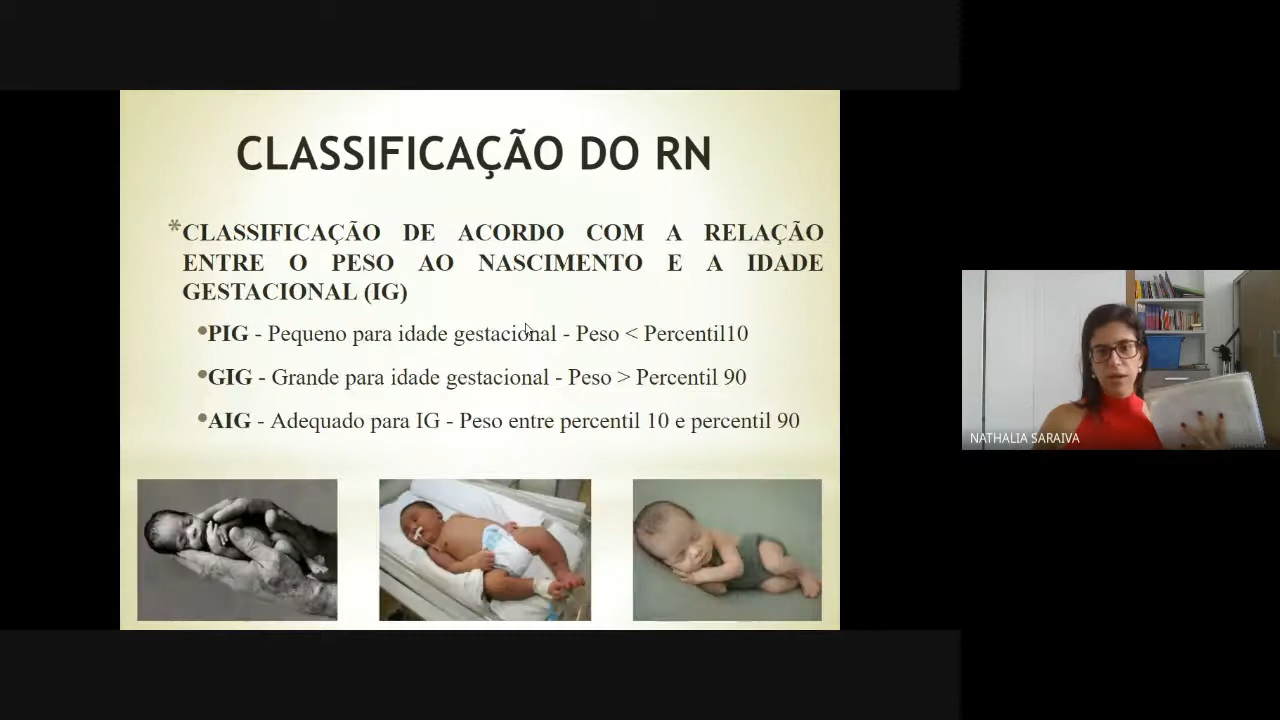 CLASSIFICAÇÃO DO RN
*CLASSIFICAÇÃO DE ACORDO COM A RELAÇÃO
ENTRE O PESO AO NASCIMENTO E A IDADE
GESTACIONAL (IG)
•PIG - Pequeno para idade gestacional - Peso < Percentil10
•GIG - Grande para idade gestacional - Peso > Percentil 90
•AIG - Adequado para IG - Peso entre percentil 10 e percentil 90
NATHALIA SARAIVA